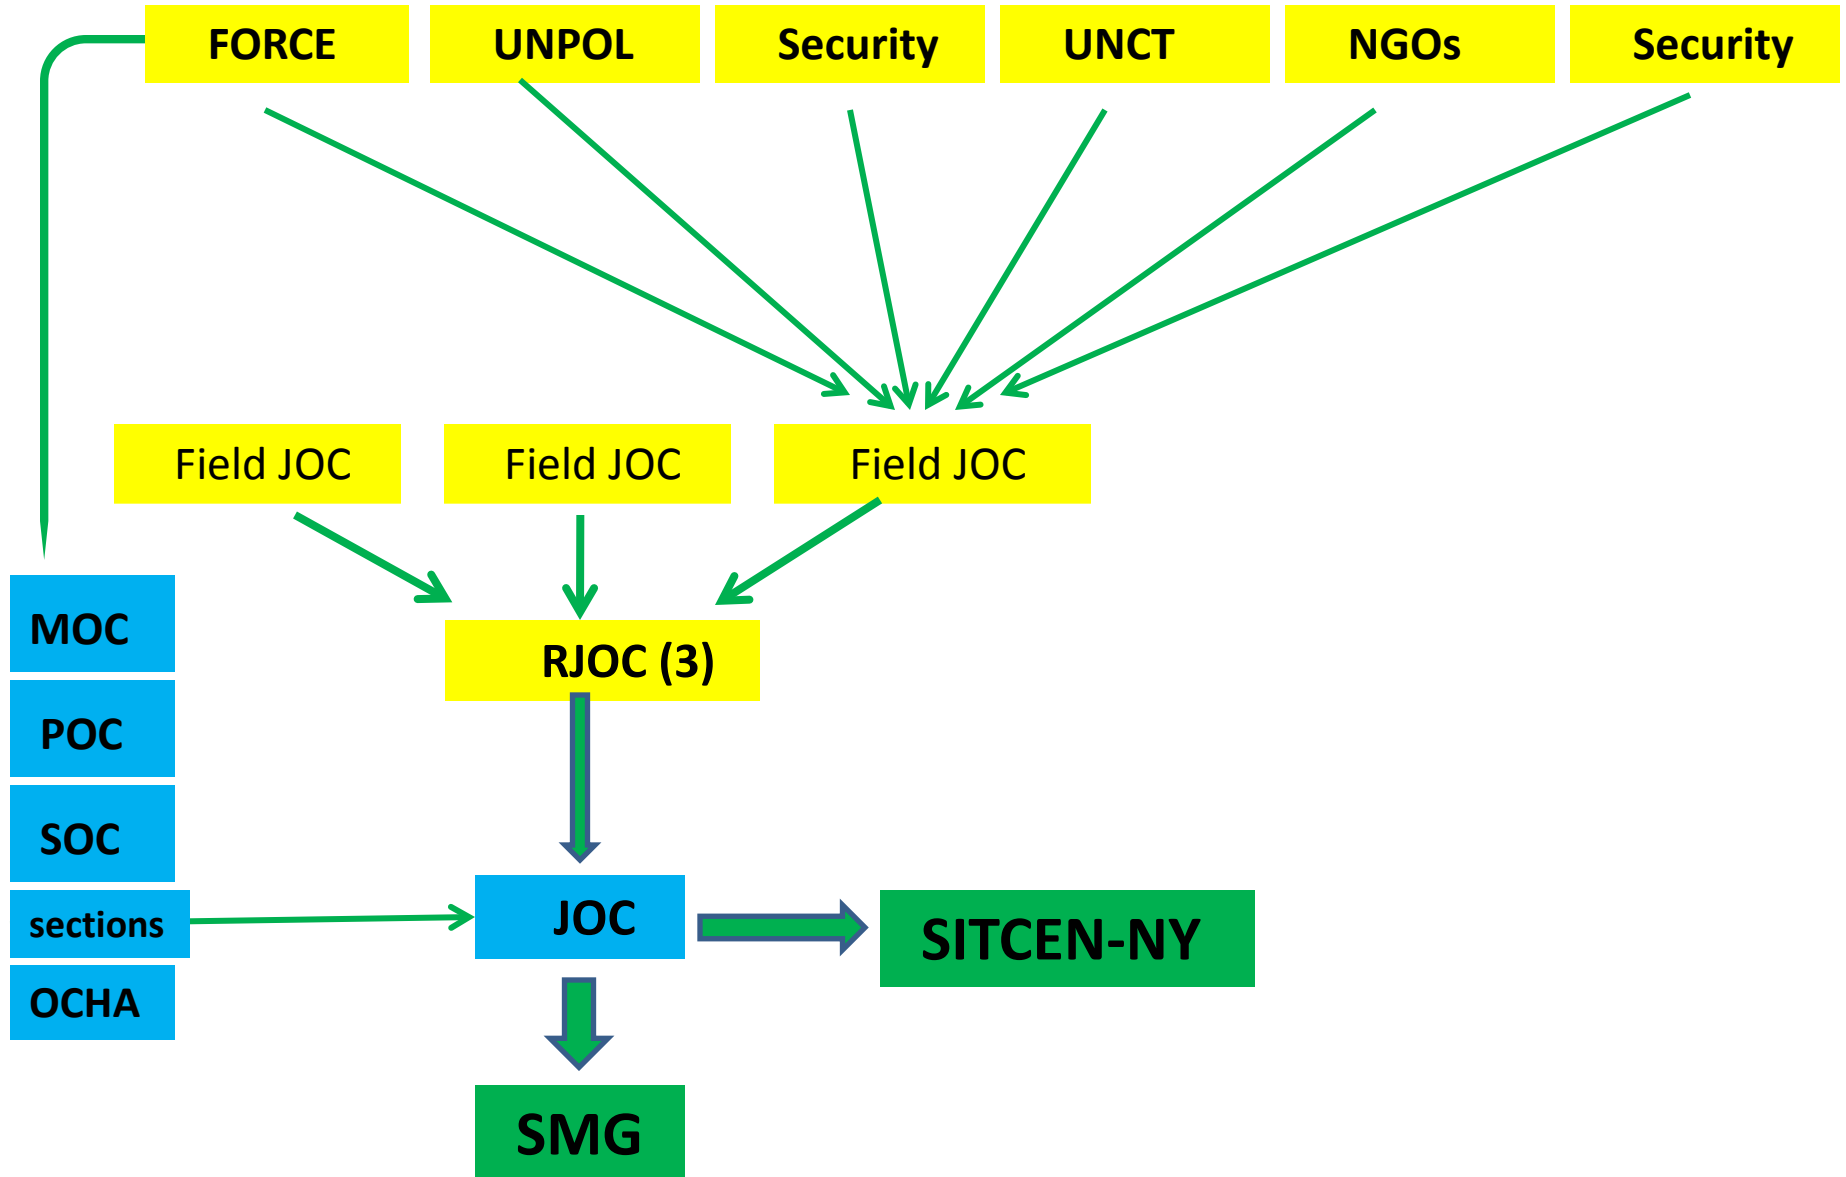 FORCE
UNPOL
Security
UNCT
NGOs
Security
Field JOC
Field JOC
Field JOC
MOC
RJOC (3)
POC
SOC
sections
JOC
SITCEN-NY
OCHA
SMG